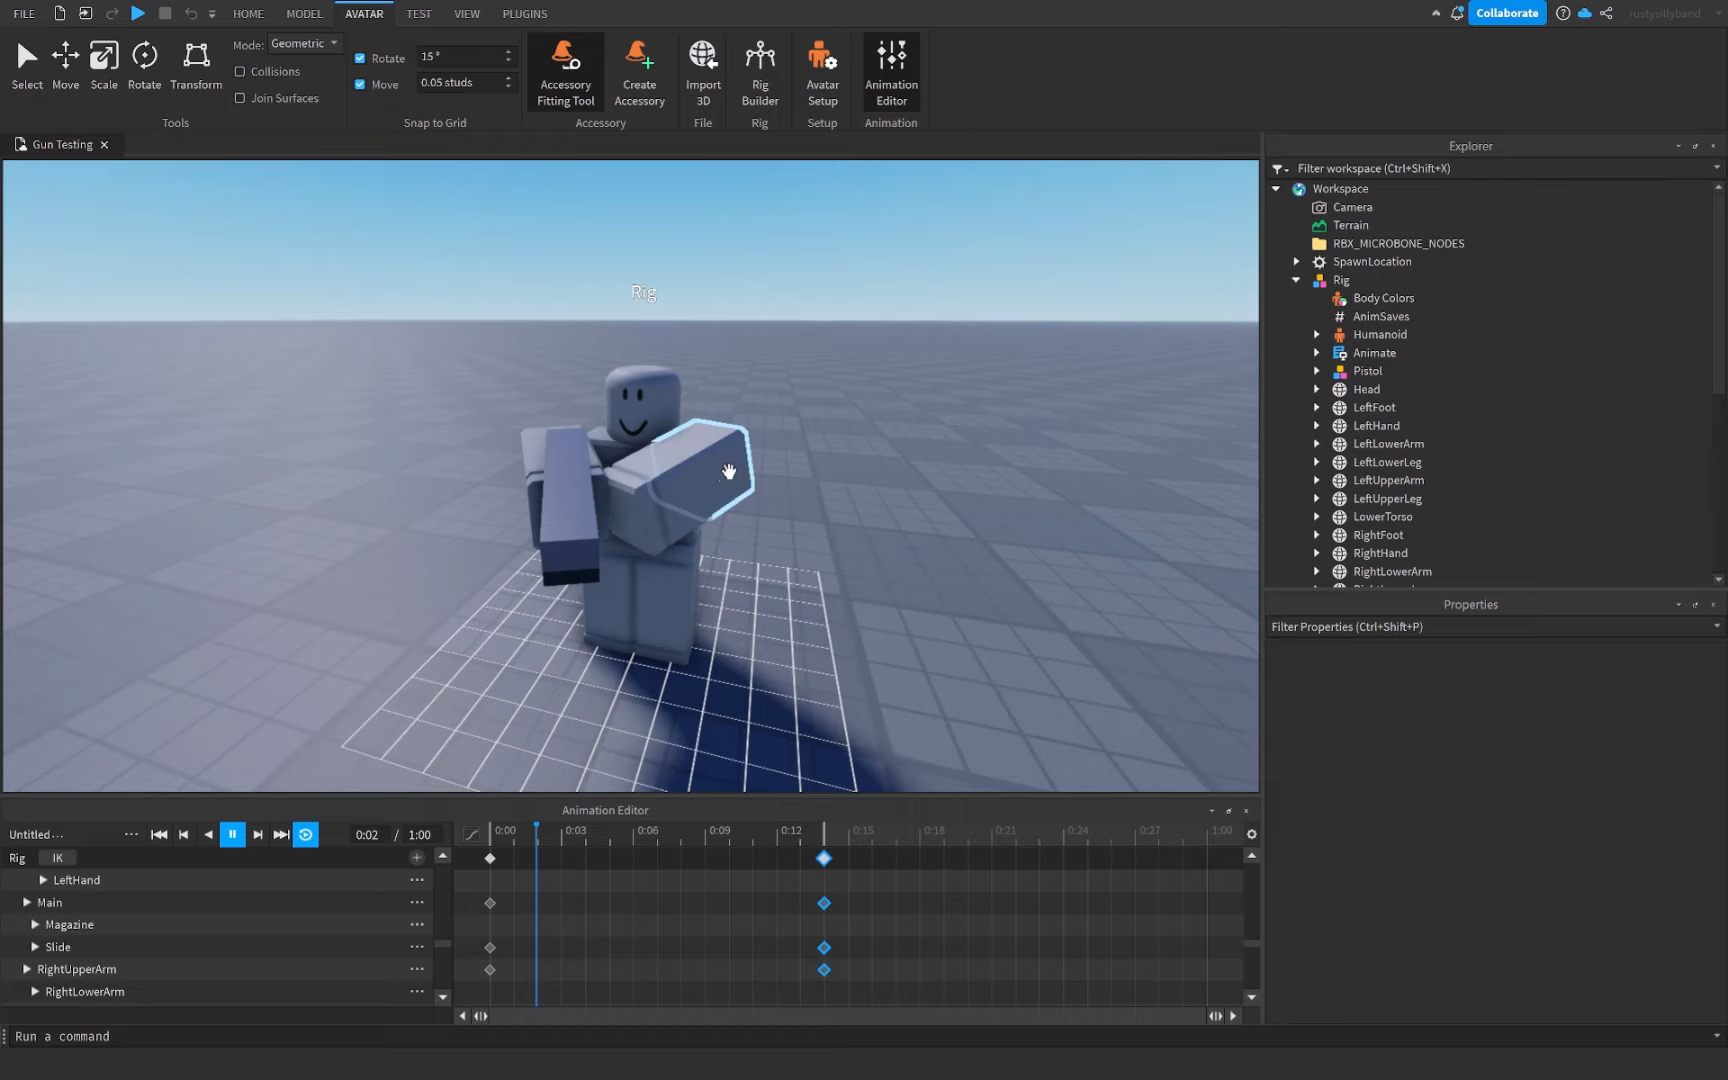 FILE HOME MODEL AVATAR TEST VIEW PLUGINS Collaborate rustysillyband
Select Move Scale Rotate Transform
Mode: Geometric
Collisions
Join Surfaces
Tools
Rotate 15°
Move 0.05 studs
Snap to Grid
Accessory Fitting Tool
Create Accessory
Accessory
Import 3D
File
Rig Builder
Rig
Avatar Setup
Setup
Animation Editor
Animation
Gun Testing
Rig
Explorer
Filter workspace (Ctrl+Shift+X)
Workspace
Camera
Terrain
RBX_MICROBONE_NODES
SpawnLocation
Rig
Body Colors
# AnimSaves
Humanoid
Animate
Pistol
Head
LeftFoot
LeftHand
LeftLowerArm
LeftLowerLeg
LeftUpperArm
LeftUpperLeg
LowerTorso
RightFoot
RightHand
RightLowerArm
Properties
Filter Properties (Ctrl+Shift+P)
Animation Editor
Untitled... 0:02 / 1:00 0:00 0:03 0:06 0:09 0:12 0:15 0:18 0:21 0:24 0:27 1:00
Rig IK
LeftHand
Main
Magazine
Slide
RightUpperArm
RightLowerArm
Run a command